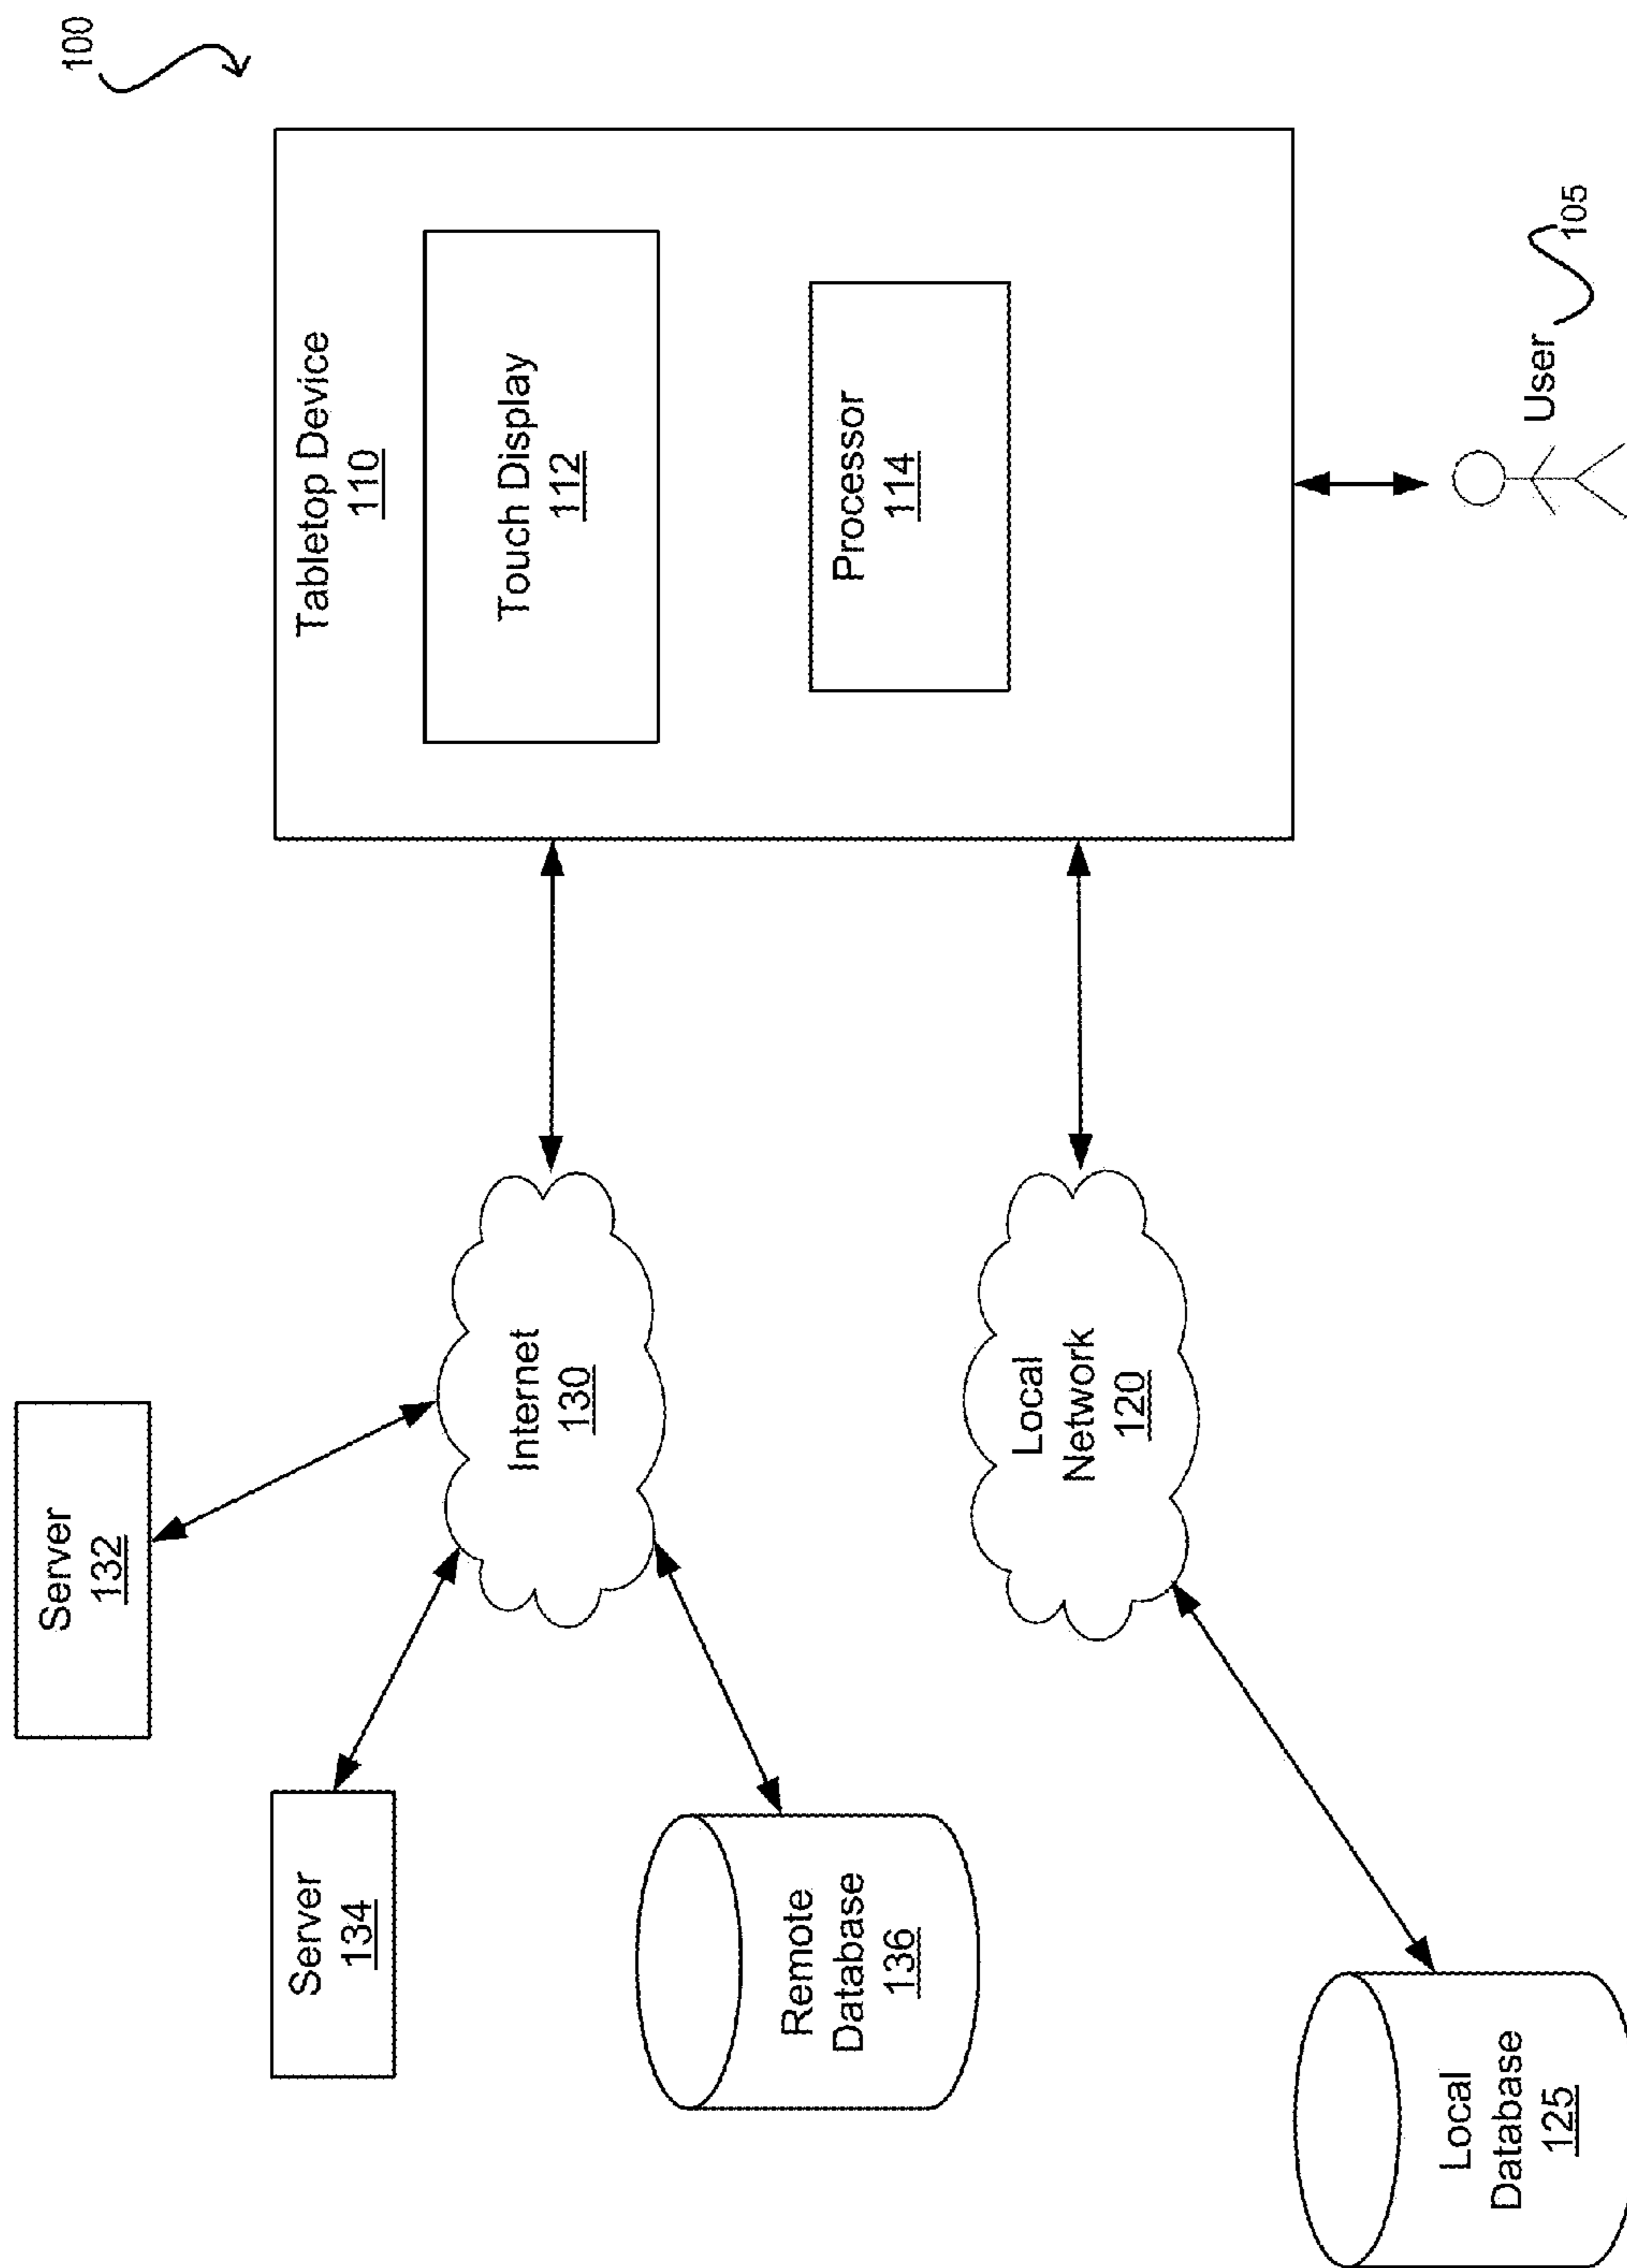 100
Server
132
Server
134
Remote
Database
136
Internet
130
Tabletop Device
110
Touch Display
112
Processor
114
Local
Network
120
Local
Database
125
User
105